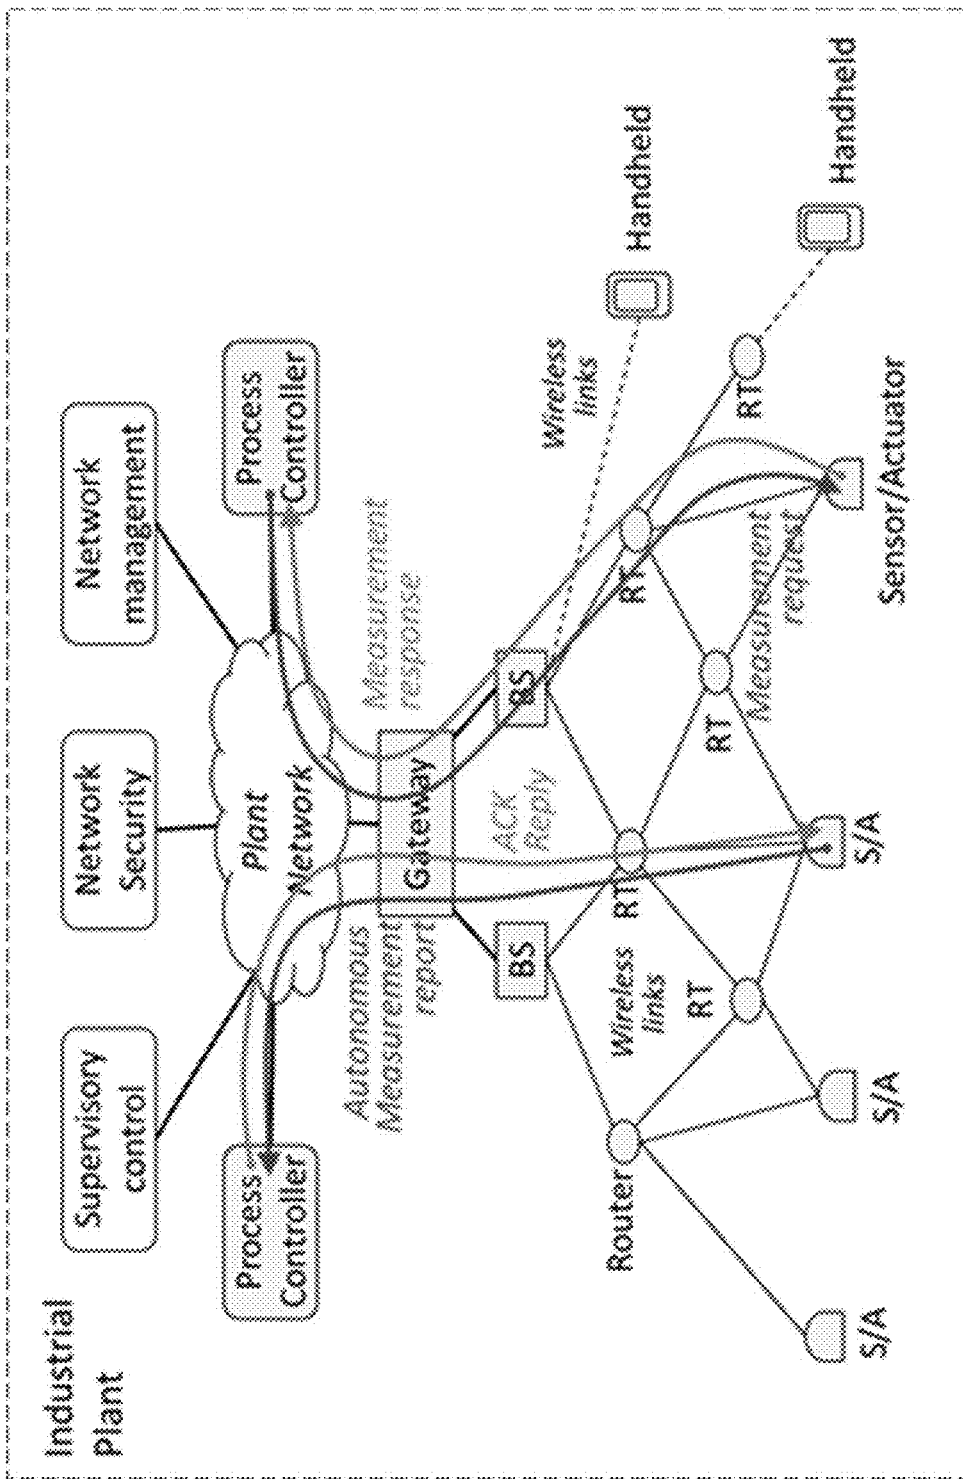 Industrial
Plant
Supervisory
control
Network
Security
Network
management
Process
Controller
Plant
Network
Process
Controller
Autonomous
Measurement
report
Gateway
Measurement
response
BS
ACK
Reply
BS
Wireless
links
Handheld
Router
Wireless
links
RT
RT
RT
RT
RT
Measurement
request
Handheld
S/A
S/A
S/A
Sensor/Actuator